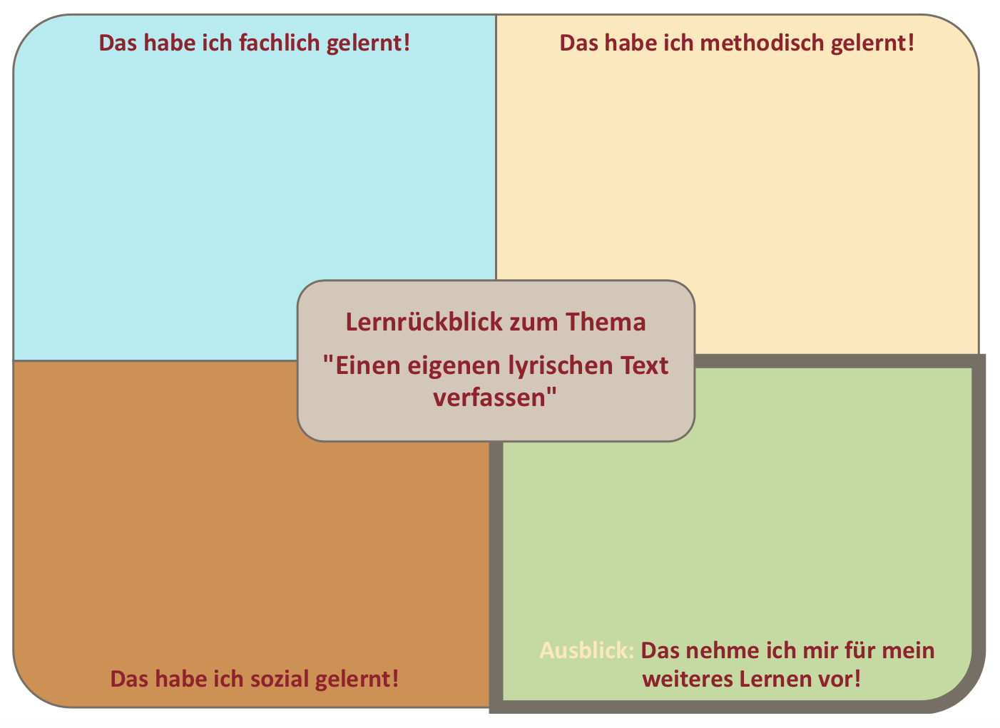 Das habe ich fachlich gelernt!
Das habe ich methodisch gelernt!
Lernrückblick zum Thema
"Einen eigenen lyrischen Text
verfassen"
Das habe ich sozial gelernt!
Ausblick: Das nehme ich mir für mein
weiteres Lernen vor!